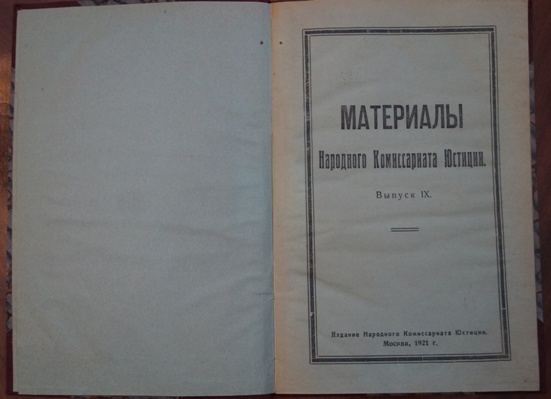 МАТЕРИАЛЫ
Народного Комиссариата Юстиции.
Выпуск IX.
Издание Народного Комиссариата Юстиции.
Москва, 1921 г.